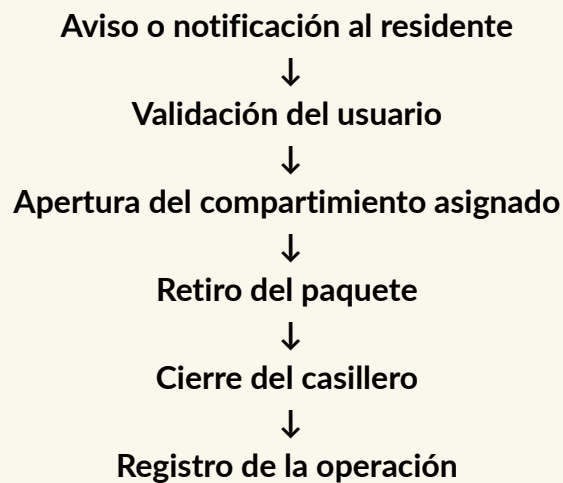 Aviso o notificación al residente
↓
Validación del usuario
↓
Apertura del compartimiento asignado
↓
Retiro del paquete
↓
Cierre del casillero
↓
Registro de la operación